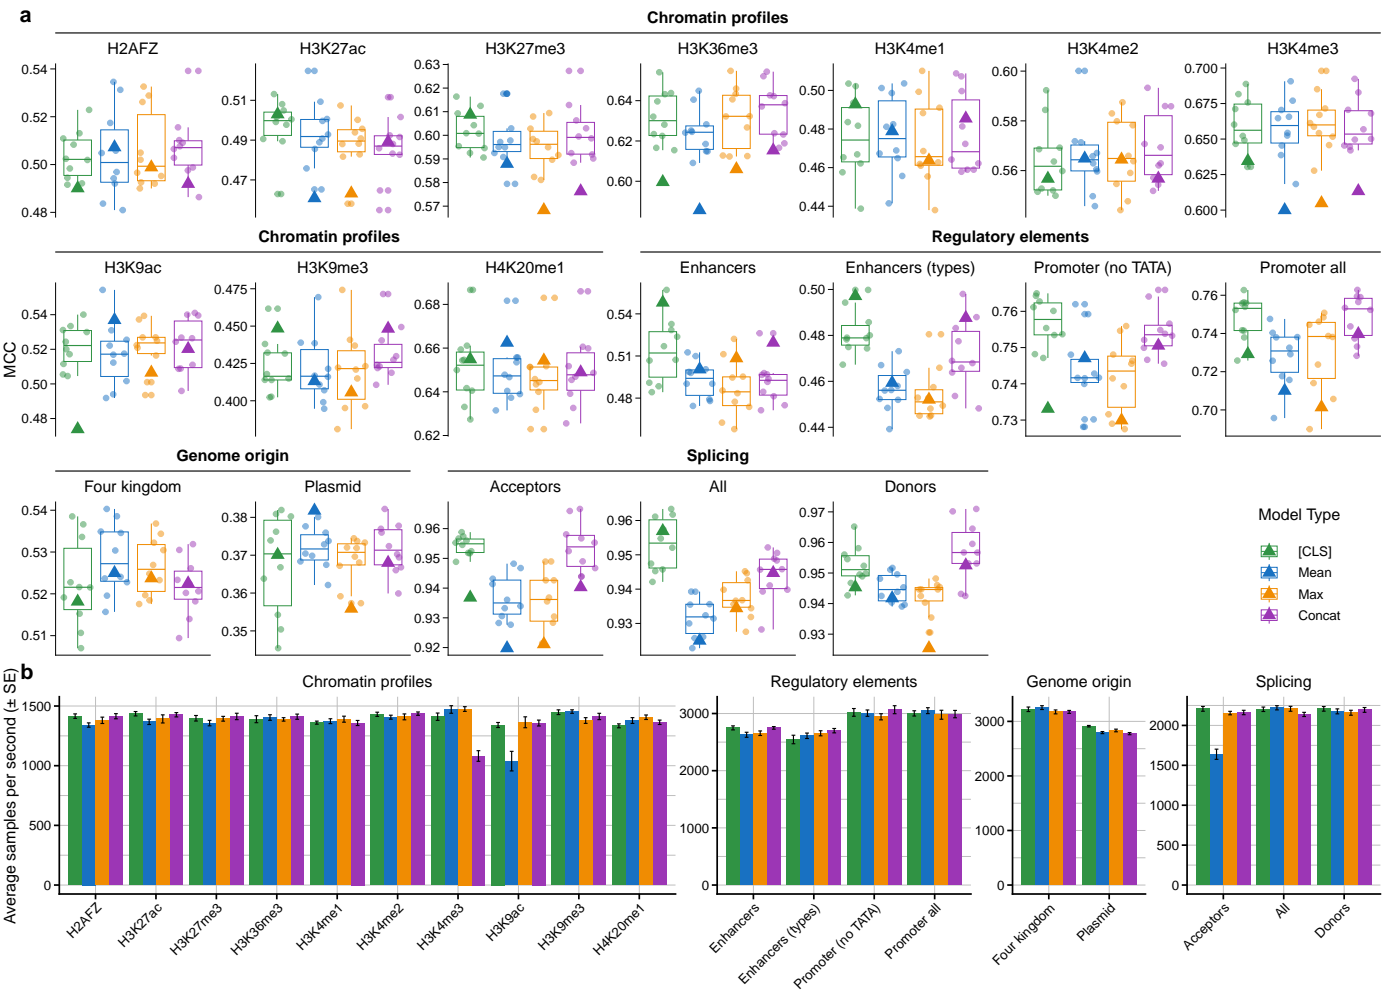 a
Chromatin profiles
H2AFZ H3K27ac H3K27me3 H3K36me3 H3K4me1 H3K4me2 H3K4me3
0.54
0.52
0.50
0.48
0.51
0.49
0.47
0.63
0.62
0.61
0.60
0.59
0.58
0.57
0.64
0.62
0.60
0.50
0.48
0.46
0.44
0.60
0.58
0.56
0.700
0.675
0.650
0.625
0.600
Chromatin profiles Regulatory elements
H3K9ac H3K9me3 H4K20me1 Enhancers Enhancers (types) Promoter (no TATA) Promoter all
MCC
0.54
0.52
0.50
0.48
0.475
0.450
0.425
0.400
0.68
0.66
0.64
0.62
0.54
0.51
0.48
0.50
0.48
0.46
0.44
0.76
0.75
0.74
0.73
0.76
0.74
0.72
0.70
Genome origin Splicing
Four kingdom Plasmid Acceptors All Donors
0.54
0.53
0.52
0.51
0.38
0.37
0.36
0.35
0.96
0.95
0.94
0.93
0.92
0.96
0.95
0.94
0.93
0.97
0.96
0.95
0.94
0.93
Model Type
[CLS]
Mean
Max
Concat
b
Chromatin profiles Regulatory elements Genome origin Splicing
Average samples per second (± SE)
1500
1000
500
0
3000
2000
1000
0
3000
2000
1000
0
2000
1500
1000
500
0
H2AFZ
H3K27ac
H3K27me3
H3K36me3
H3K4me1
H3K4me2
H3K4me3
H3K9ac
H3K9me3
H4K20me1
Enhancers
Enhancers (types)
Promoter (no TATA)
Promoter all
Four kingdom
Plasmid
Acceptors
All
Donors